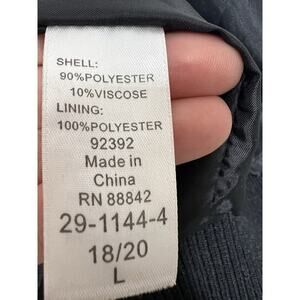 SHELL:
90%POLYESTER
10%VISCOSE
LINING:
100%POLYESTER
92392
Made in
China
RN 88842
29-1144-4
18/20
L